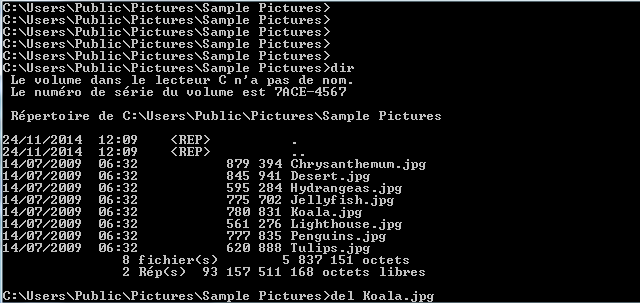 C:\Users\Public\Pictures\Sample Pictures>
C:\Users\Public\Pictures\Sample Pictures>
C:\Users\Public\Pictures\Sample Pictures>
C:\Users\Public\Pictures\Sample Pictures>
C:\Users\Public\Pictures\Sample Pictures>
C:\Users\Public\Pictures\Sample Pictures>dir
Le volume dans le lecteur C n'a pas de nom.
Le numéro de série du volume est 7ACE-4567
Répertoire de C:\Users\Public\Pictures\Sample Pictures
24/11/2014 12:09 <REP> .
24/11/2014 12:09 <REP> ..
14/07/2009 06:32 879 394 Chrysanthemum.jpg
14/07/2009 06:32 845 941 Desert.jpg
14/07/2009 06:32 595 284 Hydrangeas.jpg
14/07/2009 06:32 775 702 Jellyfish.jpg
14/07/2009 06:32 780 831 Koala.jpg
14/07/2009 06:32 561 276 Lighthouse.jpg
14/07/2009 06:32 777 835 Penguins.jpg
14/07/2009 06:32 620 888 Tulips.jpg
8 fichier(s) 5 837 151 octets
2 Rép(s) 93 157 511 168 octets libres
C:\Users\Public\Pictures\Sample Pictures>del Koala.jpg